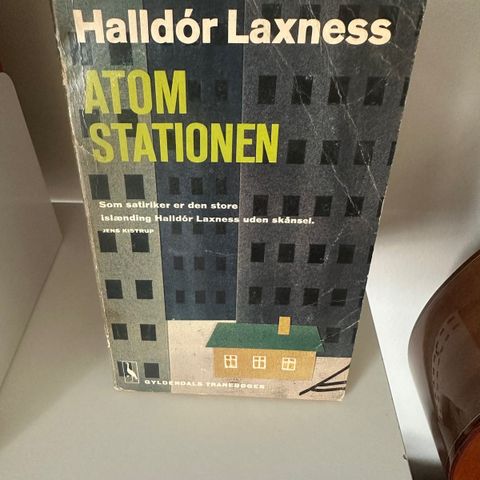 Halldór Laxness
ATOM
STATIONEN
Som satiriker er den store
islænding Halldór Laxness uden skånsel.
JENS KISTRUP
GYLDENDALS TRANEBØGER